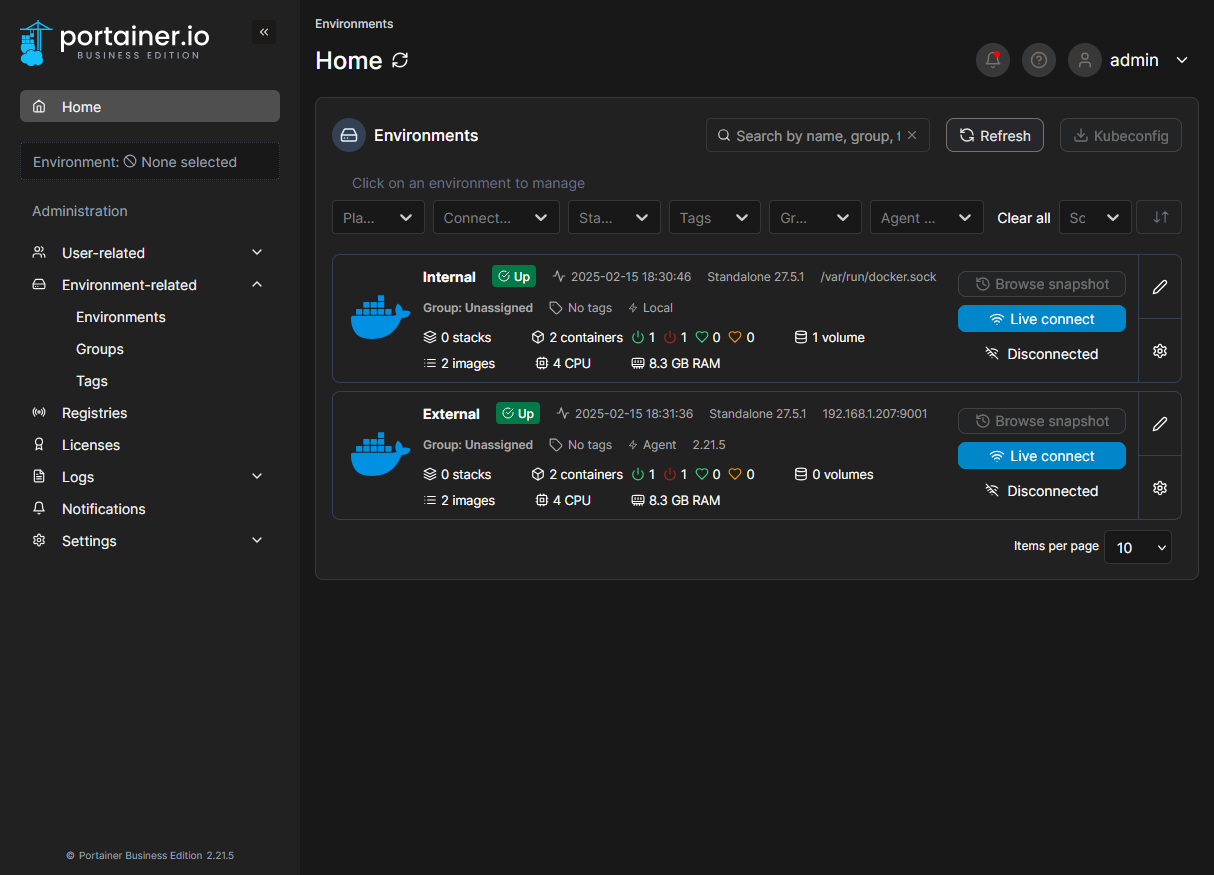 portainer.io
BUSINESS EDITION
Home
Environment: None selected
Administration
User-related
Environment-related
Environments
Groups
Tags
Registries
Licenses
Logs
Notifications
Settings
© Portainer Business Edition 2.21.5
Environments
Home
admin
Environments
Search by name, group, t
Refresh
Kubeconfig
Click on an environment to manage
Pla... Connect... Sta... Tags Gr... Agent ... Clear all Sc
Internal Up 2025-02-15 18:30:46 Standalone 27.5.1 /var/run/docker.sock
Group: Unassigned No tags Local
0 stacks 2 containers 1 1 0 0 1 volume
2 images 4 CPU 8.3 GB RAM
Browse snapshot
Live connect
Disconnected
External Up 2025-02-15 18:31:36 Standalone 27.5.1 192.168.1.207:9001
Group: Unassigned No tags Agent 2.21.5
0 stacks 2 containers 1 1 0 0 0 volumes
2 images 4 CPU 8.3 GB RAM
Browse snapshot
Live connect
Disconnected
Items per page 10